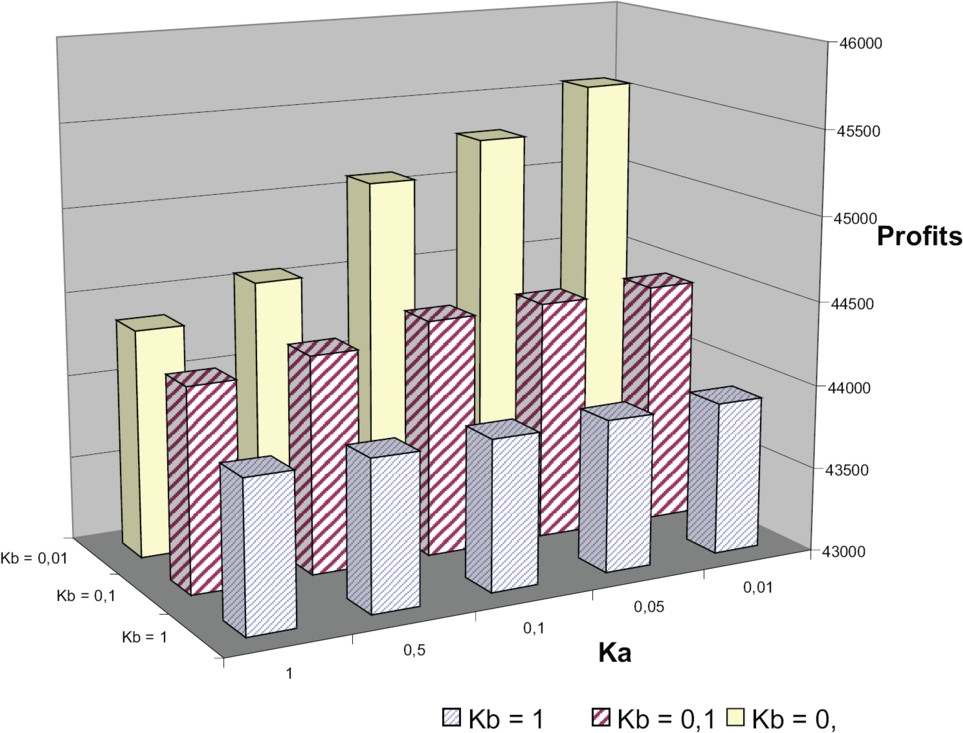 46000
45500
45000
Profits
44500
44000
43500
43000
Kb = 0,01
Kb = 0,1
Kb = 1
0,01
0,05
0,1
0,5
1
Ka
Kb = 1 Kb = 0,1 Kb = 0,